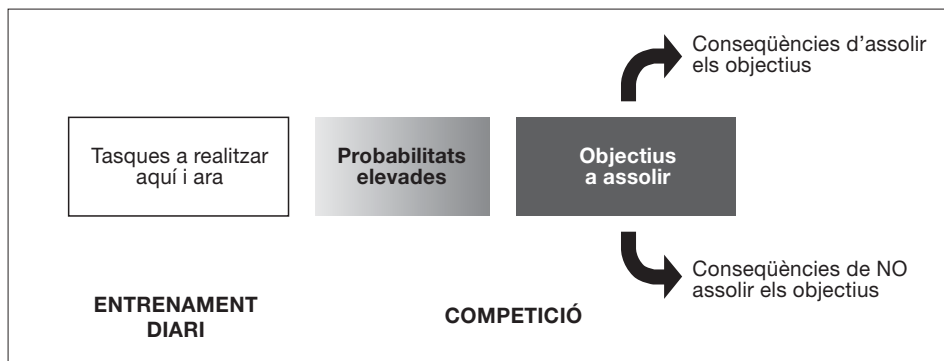 Conseqüències d’assolir
els objectius
Tasques a realitzar
aquí i ara
Probabilitats
elevades
Objectius
a assolir
Conseqüències de NO
assolir els objectius
ENTRENAMENT
DIARI
COMPETICIÓ